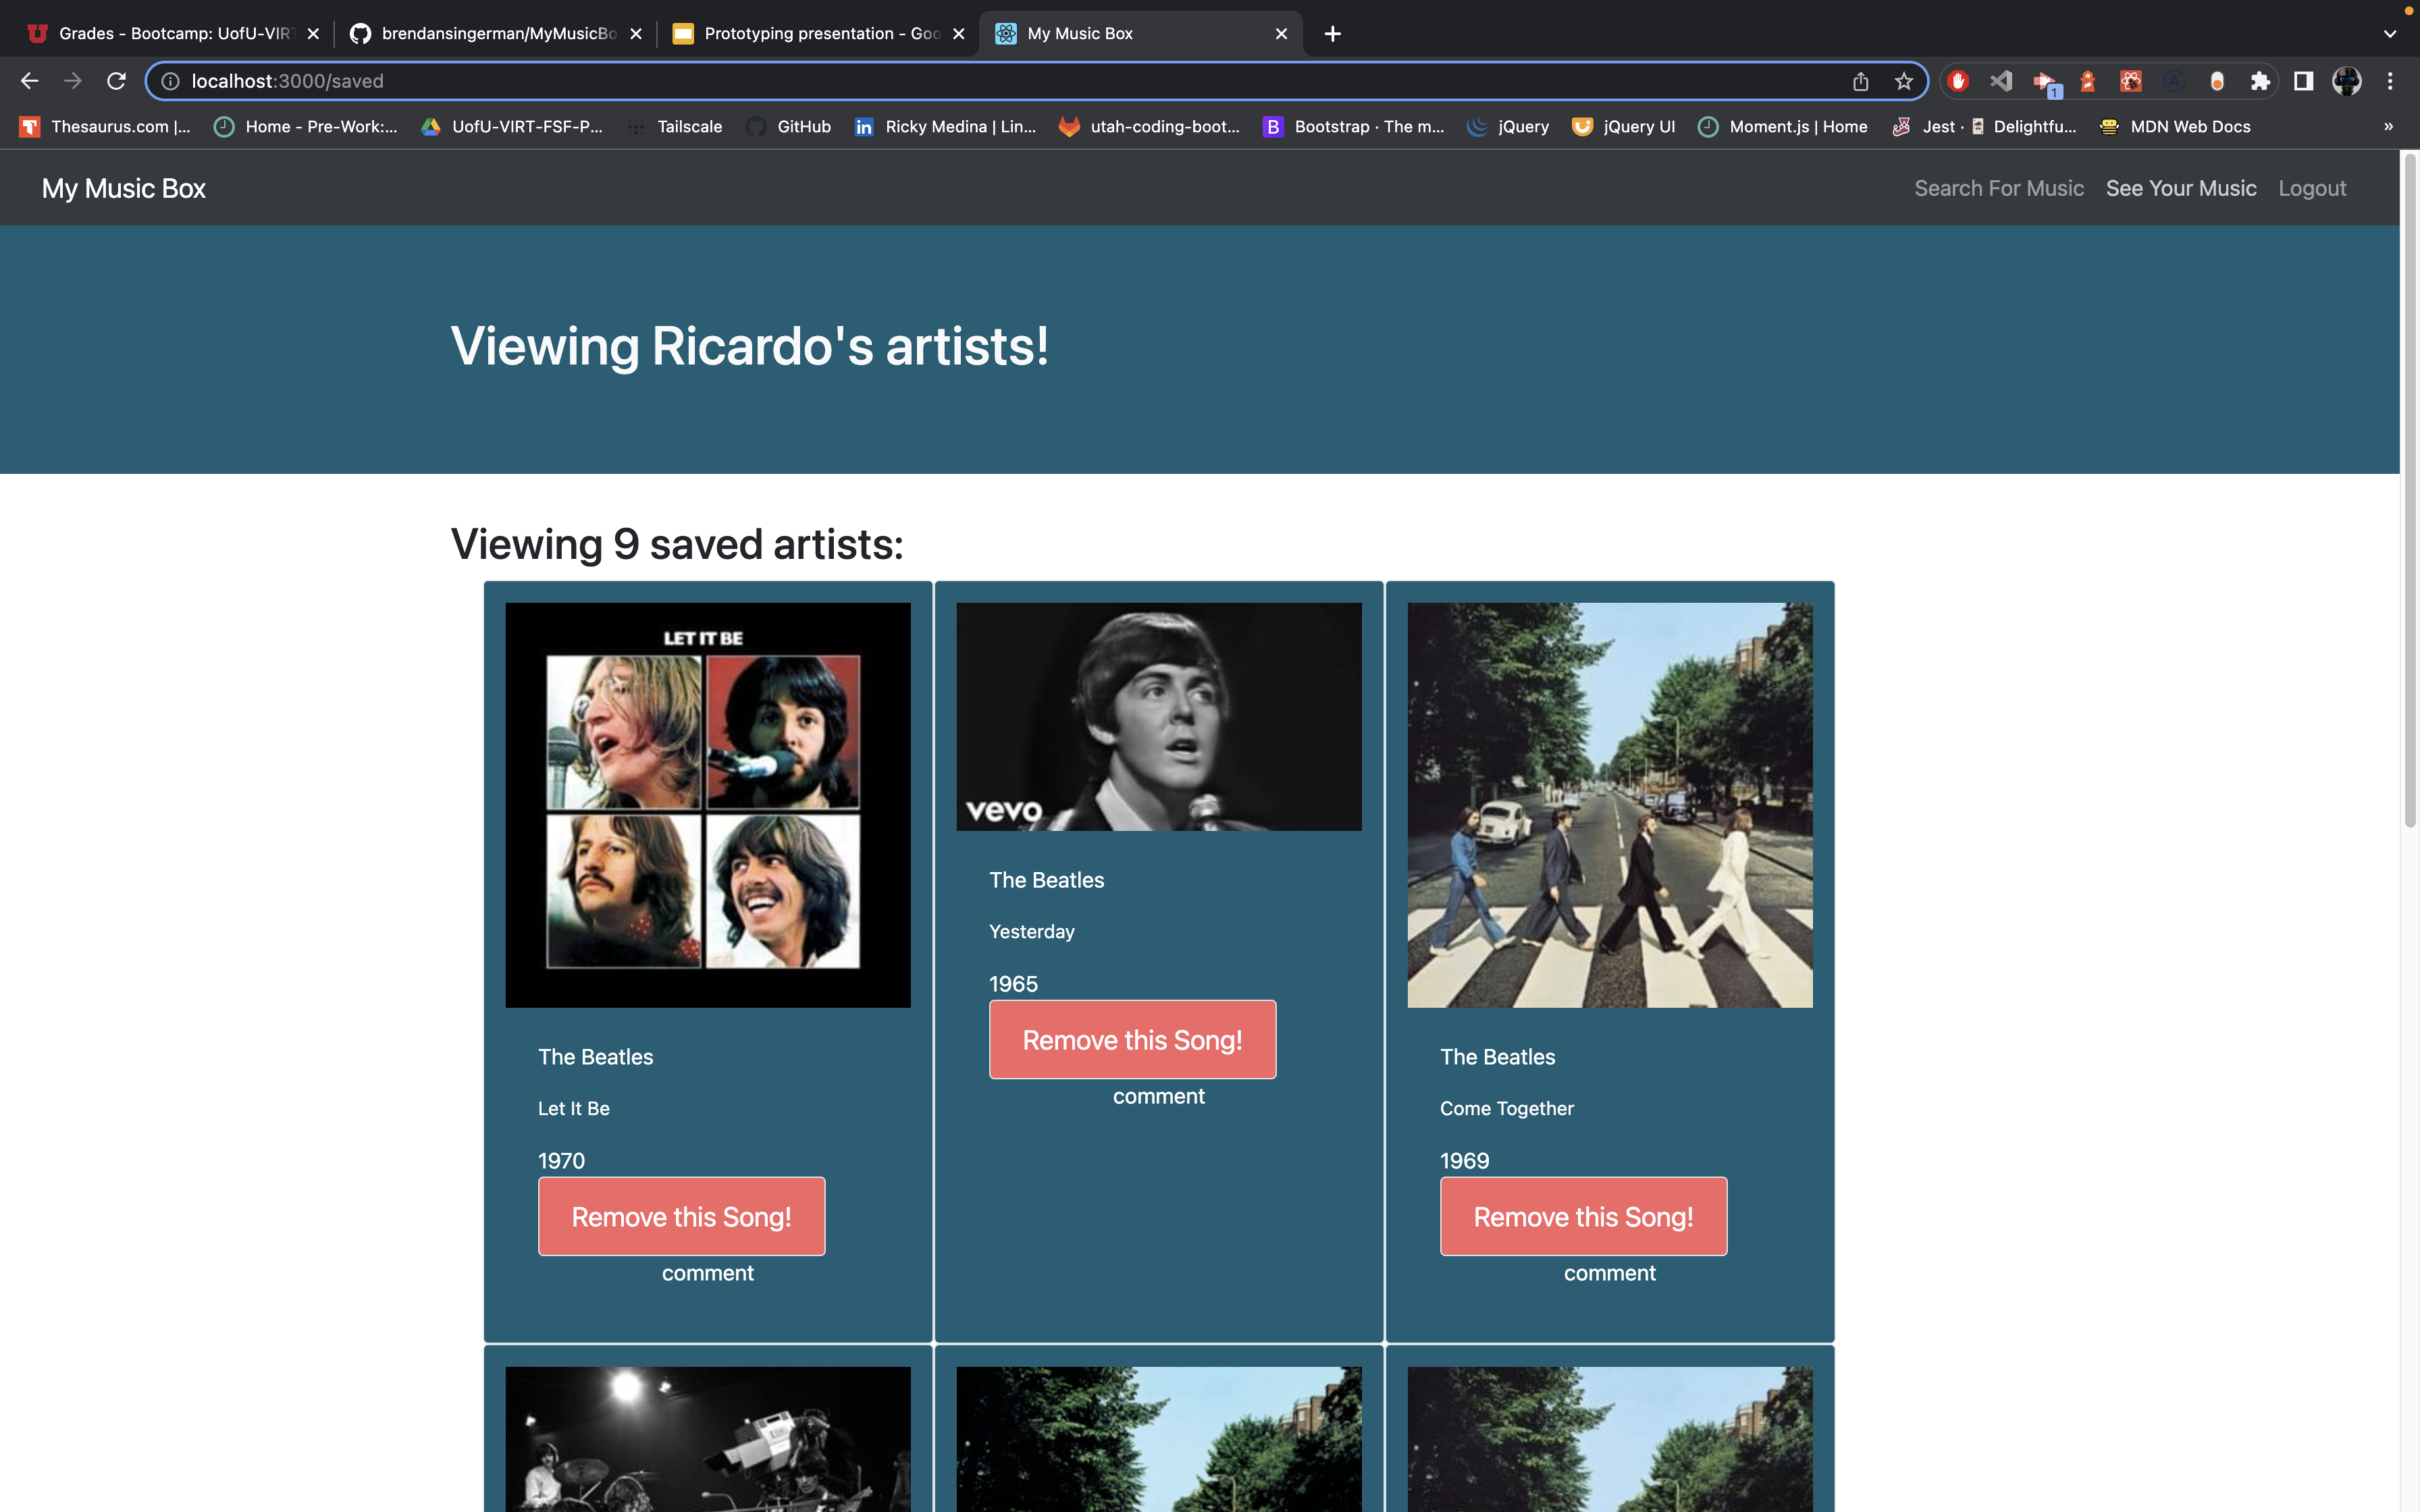 Grades - Bootcamp: UofU-VIRT
brendansingerman/MyMusicBo
Prototyping presentation - Goo
My Music Box
localhost:3000/saved
1
Thesaurus.com |...
Home - Pre-Work:...
UofU-VIRT-FSF-P...
Tailscale
GitHub
Ricky Medina | Lin...
utah-coding-boot...
Bootstrap · The m...
jQuery
jQuery UI
Moment.js | Home
Jest · Delightfu...
MDN Web Docs
My Music Box
Search For Music
See Your Music
Logout
Viewing Ricardo's artists!
Viewing 9 saved artists:
LET IT BE
The Beatles
Let It Be
1970
Remove this Song!
comment
vevo
The Beatles
Yesterday
1965
Remove this Song!
comment
The Beatles
Come Together
1969
Remove this Song!
comment